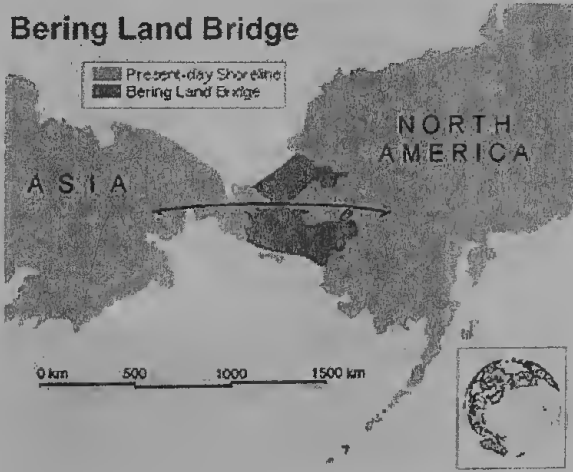 Bering Land Bridge
Present-day Shoreline
Bering Land Bridge
NORTH
AMERICA
ASIA
0 km 500 1000 1500 km